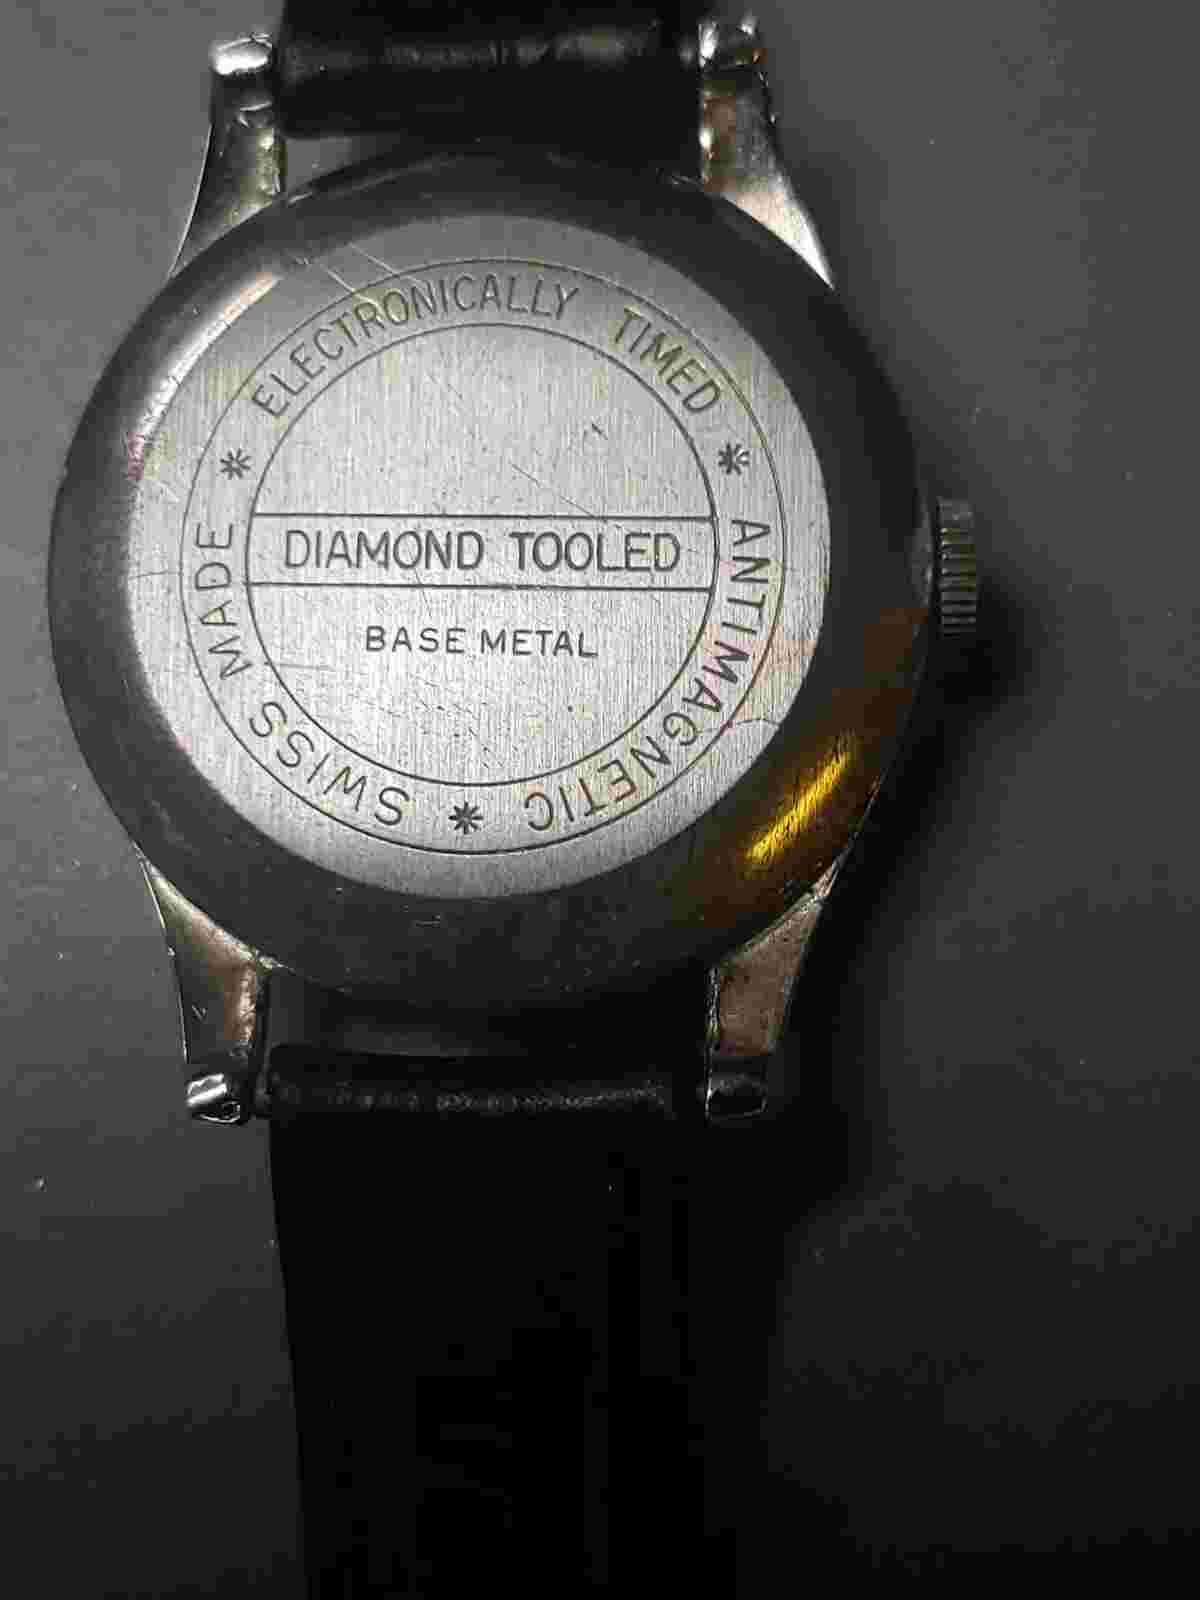 ELECTRONICALLY TIMED * ANTIMAGNETIC * SWISS MADE *
DIAMOND TOOLED
BASE METAL